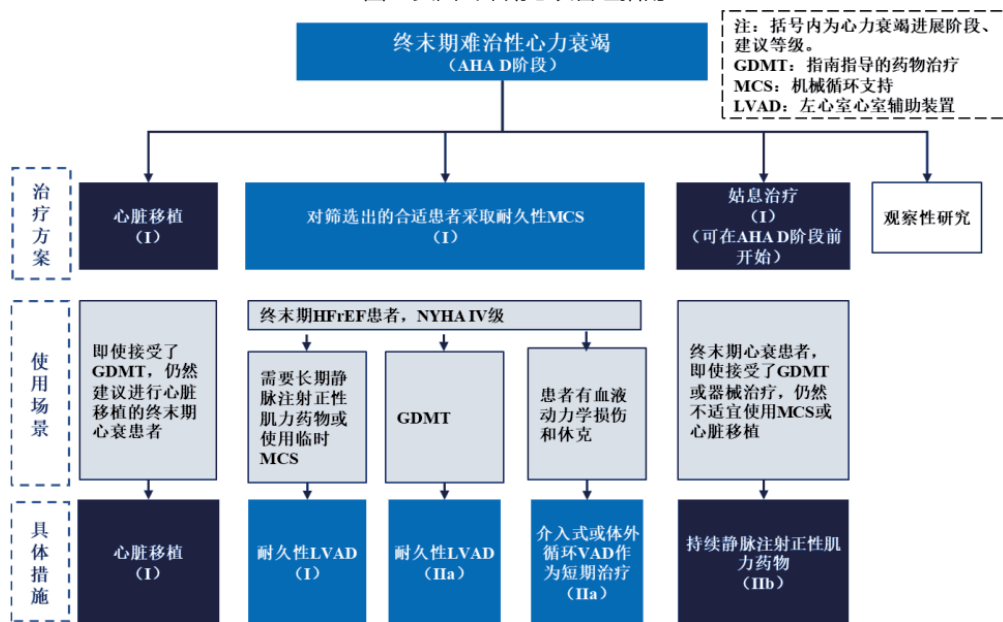 终末期难治性心力衰竭
（AHA D阶段）
注：括号内为心力衰竭进展阶段、
建议等级。
GDMT：指南指导的药物治疗
MCS：机械循环支持
LVAD：左心室心室辅助装置
治疗方案
心脏移植
（I）
对筛选出的合适患者采取耐久性MCS
（I）
姑息治疗
（I）
（可在AHA D阶段前
开始）
观察性研究
使用场景
即使接受了
GDMT，仍然
建议进行心脏
移植的终末期
心衰患者
终末期HFrEF患者，NYHA IV级
需要长期静
脉注射正性
肌力药物或
使用临时
MCS
GDMT
患者有血液
动力学损伤
和休克
终末期心衰患者，
即使接受了GDMT
或器械治疗，仍然
不适宜使用MCS或
心脏移植
具体措施
心脏移植
（I）
耐久性LVAD
（I）
耐久性LVAD
（IIa）
介入式或体外
循环VAD作
为短期治疗
（IIa）
持续静脉注射正性肌
力药物
（IIb）